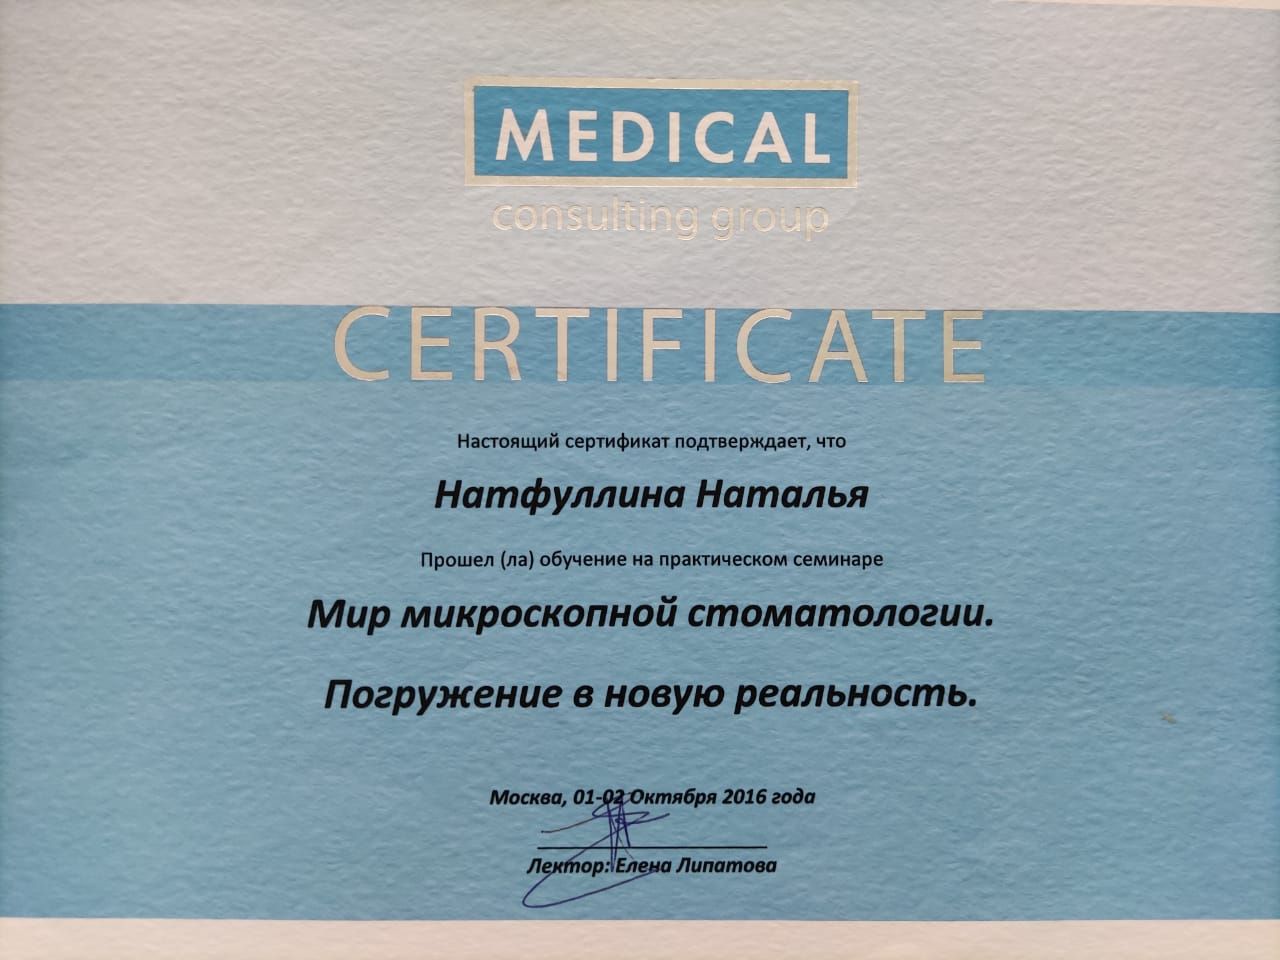 MEDICAL
consulting group
CERTIFICATE
Настоящий сертификат подтверждает, что
Натфуллина Наталья
Прошел (ла) обучение на практическом семинаре
Мир микроскопной стоматологии.
Погружение в новую реальность.
Москва, 01-02 Октября 2016 года
Лектор: Елена Липатова